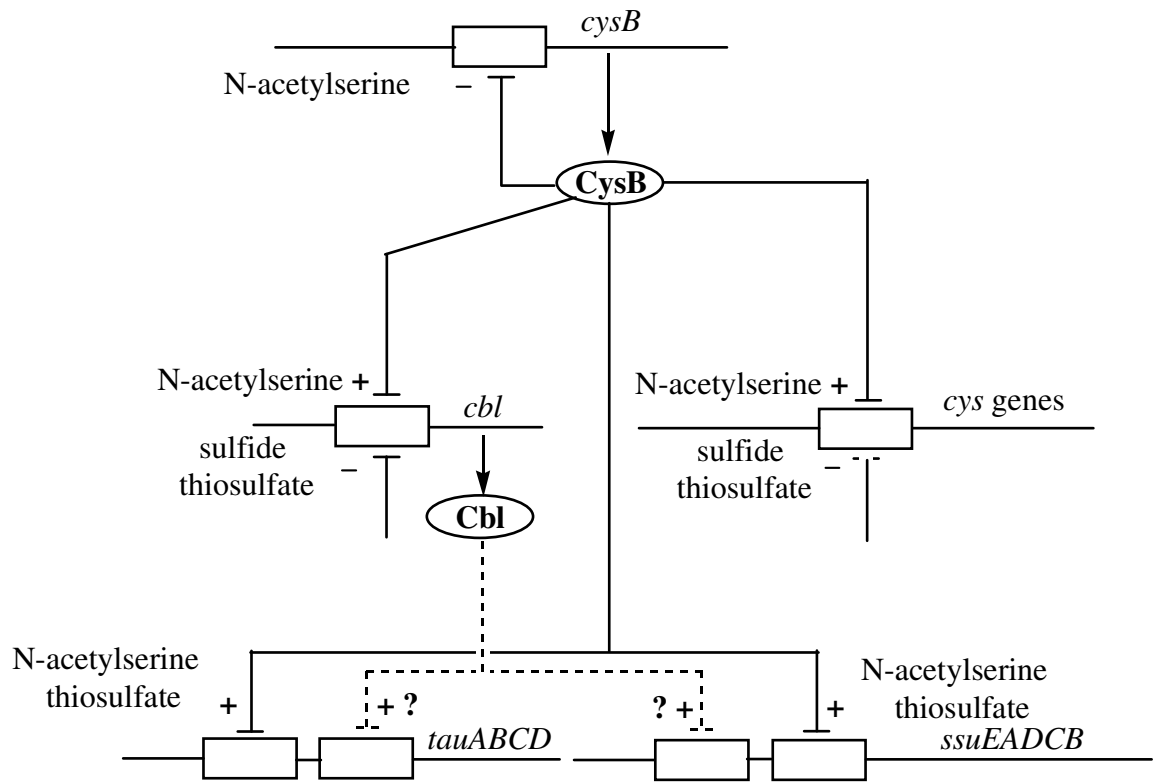 cysB
N-acetylserine
–
CysB
N-acetylserine +
cbl
sulfide
thiosulfate
–
Cbl
N-acetylserine +
cys genes
sulfide
thiosulfate
–
N-acetylserine
thiosulfate
+
+ ?
tauABCD
? +
+
N-acetylserine
thiosulfate
ssuEADCB